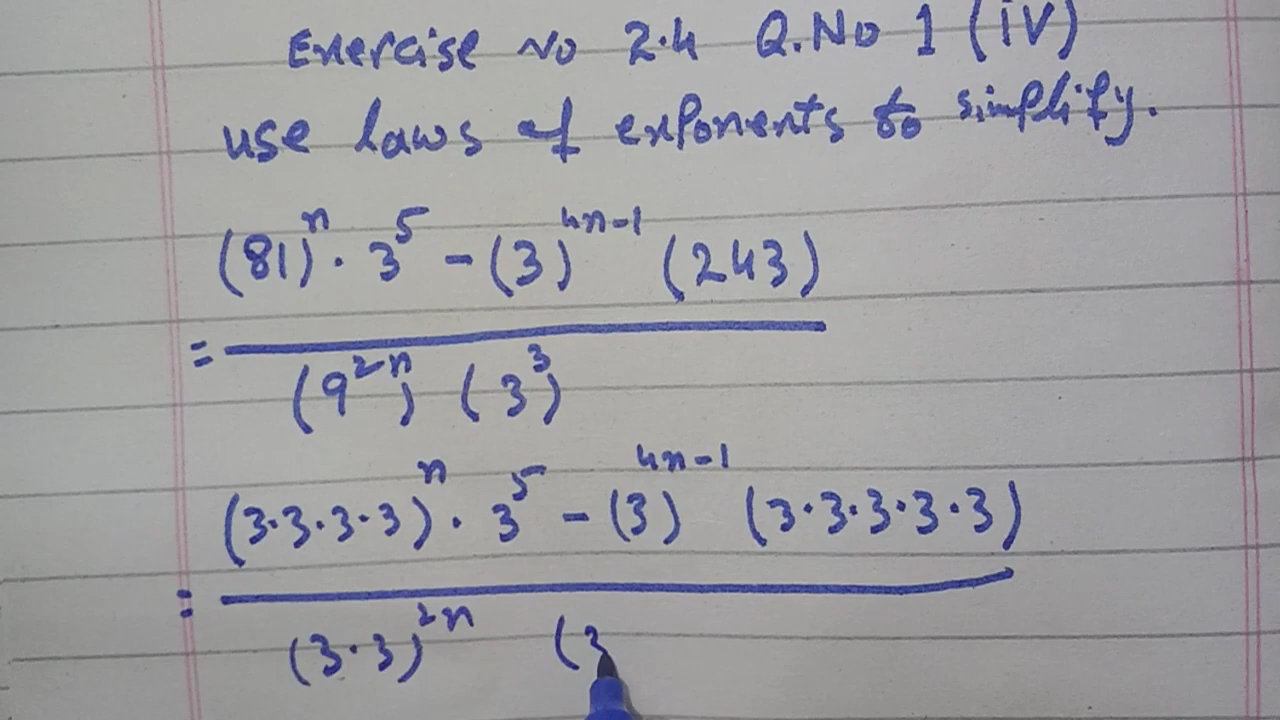 Exercise No 2.4 Q.No 1 (iv)
use laws of exponents to simplify.
= ((81)^n · 3^5 - (3)^(4n-1) (243)) / ((9^2n) (3^3))
= ((3·3·3·3)^n · 3^5 - (3)^(4n-1) (3·3·3·3·3)) / ((3·3)^2n (3